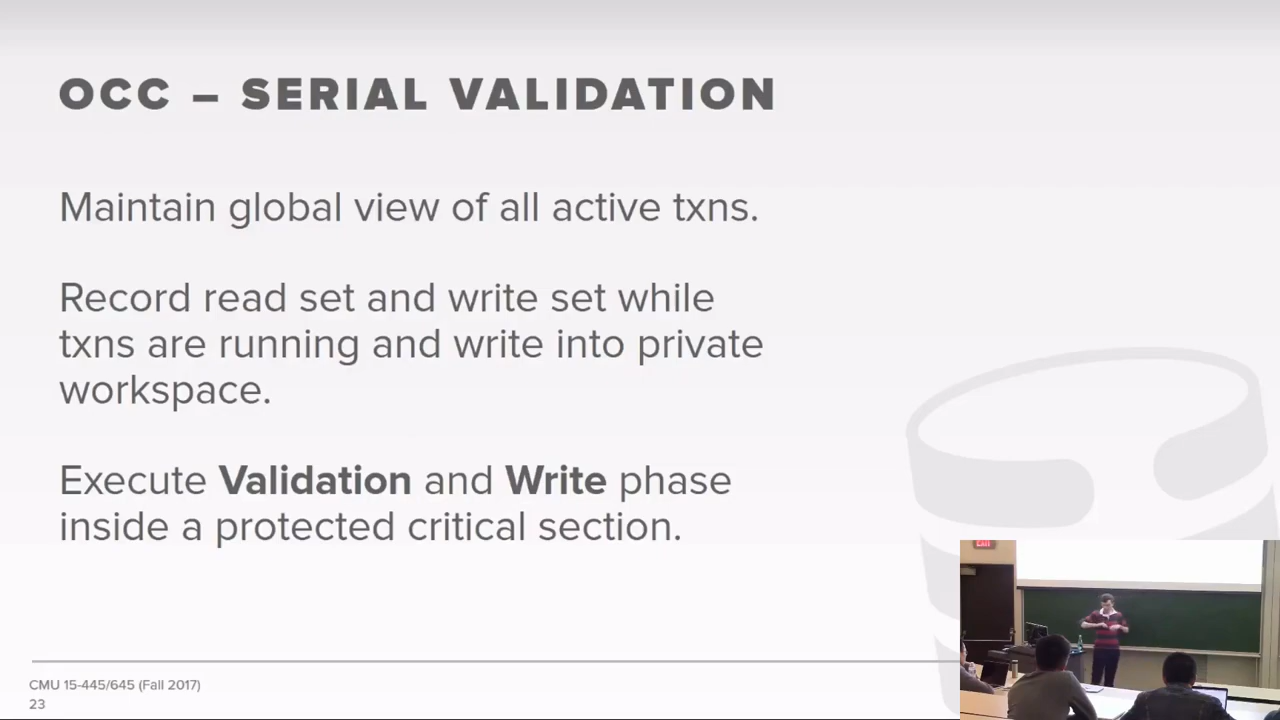 OCC – SERIAL VALIDATION
Maintain global view of all active txns.
Record read set and write set while
txns are running and write into private
workspace.
Execute Validation and Write phase
inside a protected critical section.
CMU 15-445/645 (Fall 2017)
23
Exit